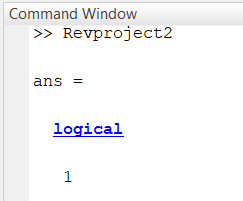 Command Window
>> Revproject2
ans =
logical
1